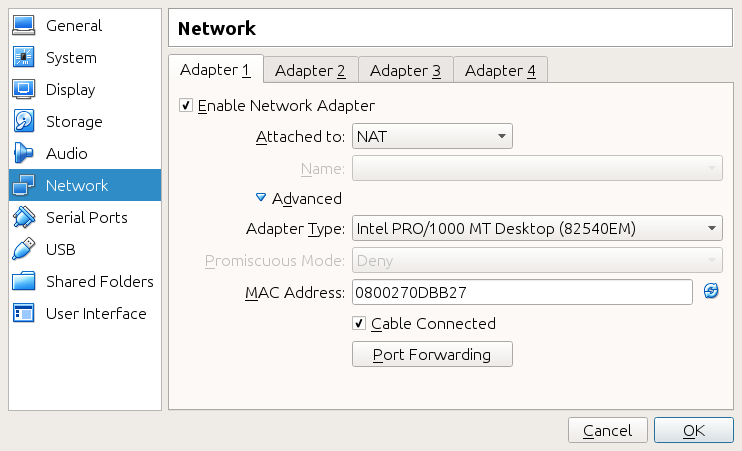 General
System
Display
Storage
Audio
Network
Serial Ports
USB
Shared Folders
User Interface
Network
Adapter 1 Adapter 2 Adapter 3 Adapter 4
Enable Network Adapter
Attached to: NAT
Name:
Advanced
Adapter Type: Intel PRO/1000 MT Desktop (82540EM)
Promiscuous Mode: Deny
MAC Address: 0800270DBB27
Cable Connected
Port Forwarding
Cancel OK